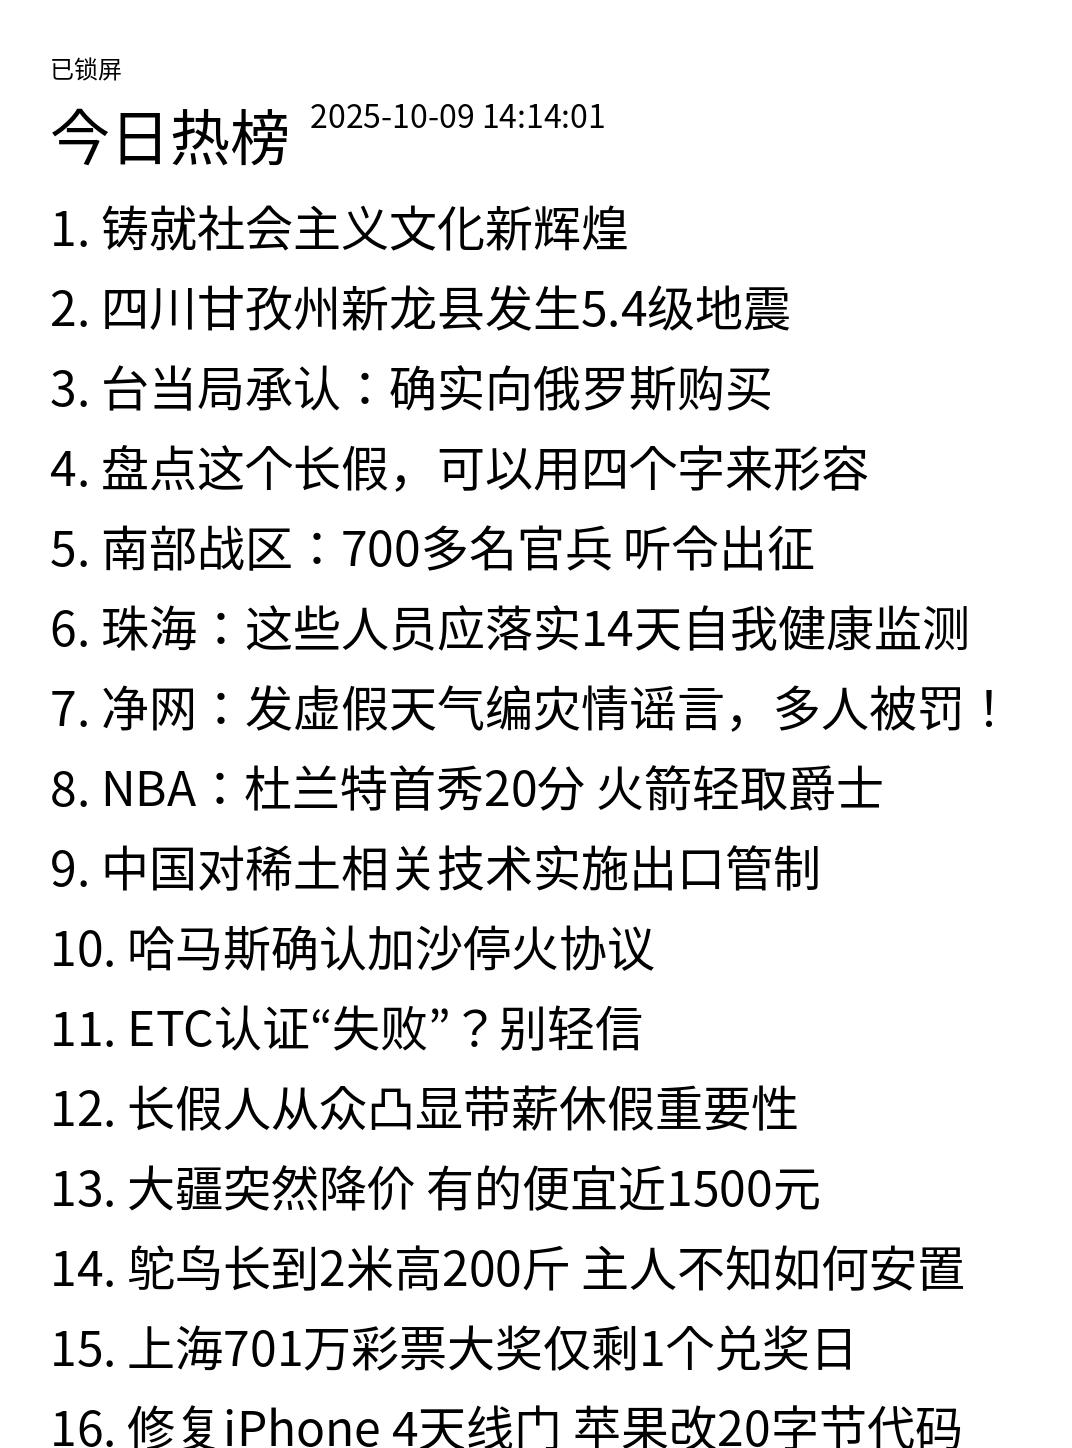 已锁屏
今日热榜 2025-10-09 14:14:01
1. 铸就社会主义文化新辉煌
2. 四川甘孜州新龙县发生5.4级地震
3. 台当局承认：确实向俄罗斯购买
4. 盘点这个长假，可以用四个字来形容
5. 南部战区：700多名官兵 听令出征
6. 珠海：这些人员应落实14天自我健康监测
7. 净网：发虚假天气编灾情谣言，多人被罚！
8. NBA：杜兰特首秀20分 火箭轻取爵士
9. 中国对稀土相关技术实施出口管制
10. 哈马斯确认加沙停火协议
11. ETC认证“失败”？别轻信
12. 长假人从众凸显带薪休假重要性
13. 大疆突然降价 有的便宜近1500元
14. 鸵鸟长到2米高200斤 主人不知如何安置
15. 上海701万彩票大奖仅剩1个兑奖日
16. 修复iPhone 4天线门 苹果改20字节代码